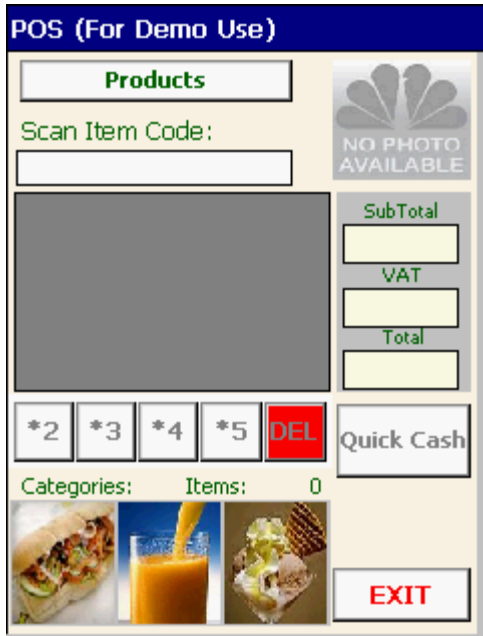 POS (For Demo Use)
Products
Scan Item Code:
NO PHOTO
AVAILABLE
SubTotal
VAT
Total
*2 *3 *4 *5 DEL
Quick Cash
Categories: Items: 0
EXIT